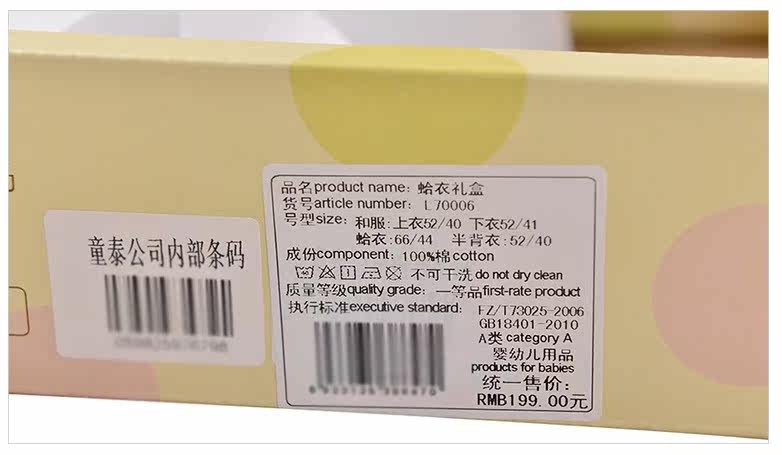 童泰公司内部条码
品名product name: 蛤衣礼盒
货号article number: L70006
号型size: 和服:上衣52/40 下衣52/41
蛤衣:66/44 半背衣:52/40
成份component: 100%棉cotton
不可干洗do not dry clean
质量等级quality grade: 一等品first-rate product
执行标准executive standard: FZ/T73025-2006
GB18401-2010
A类 category A
婴幼儿用品
products for babies
统一售价:
RMB199.00元